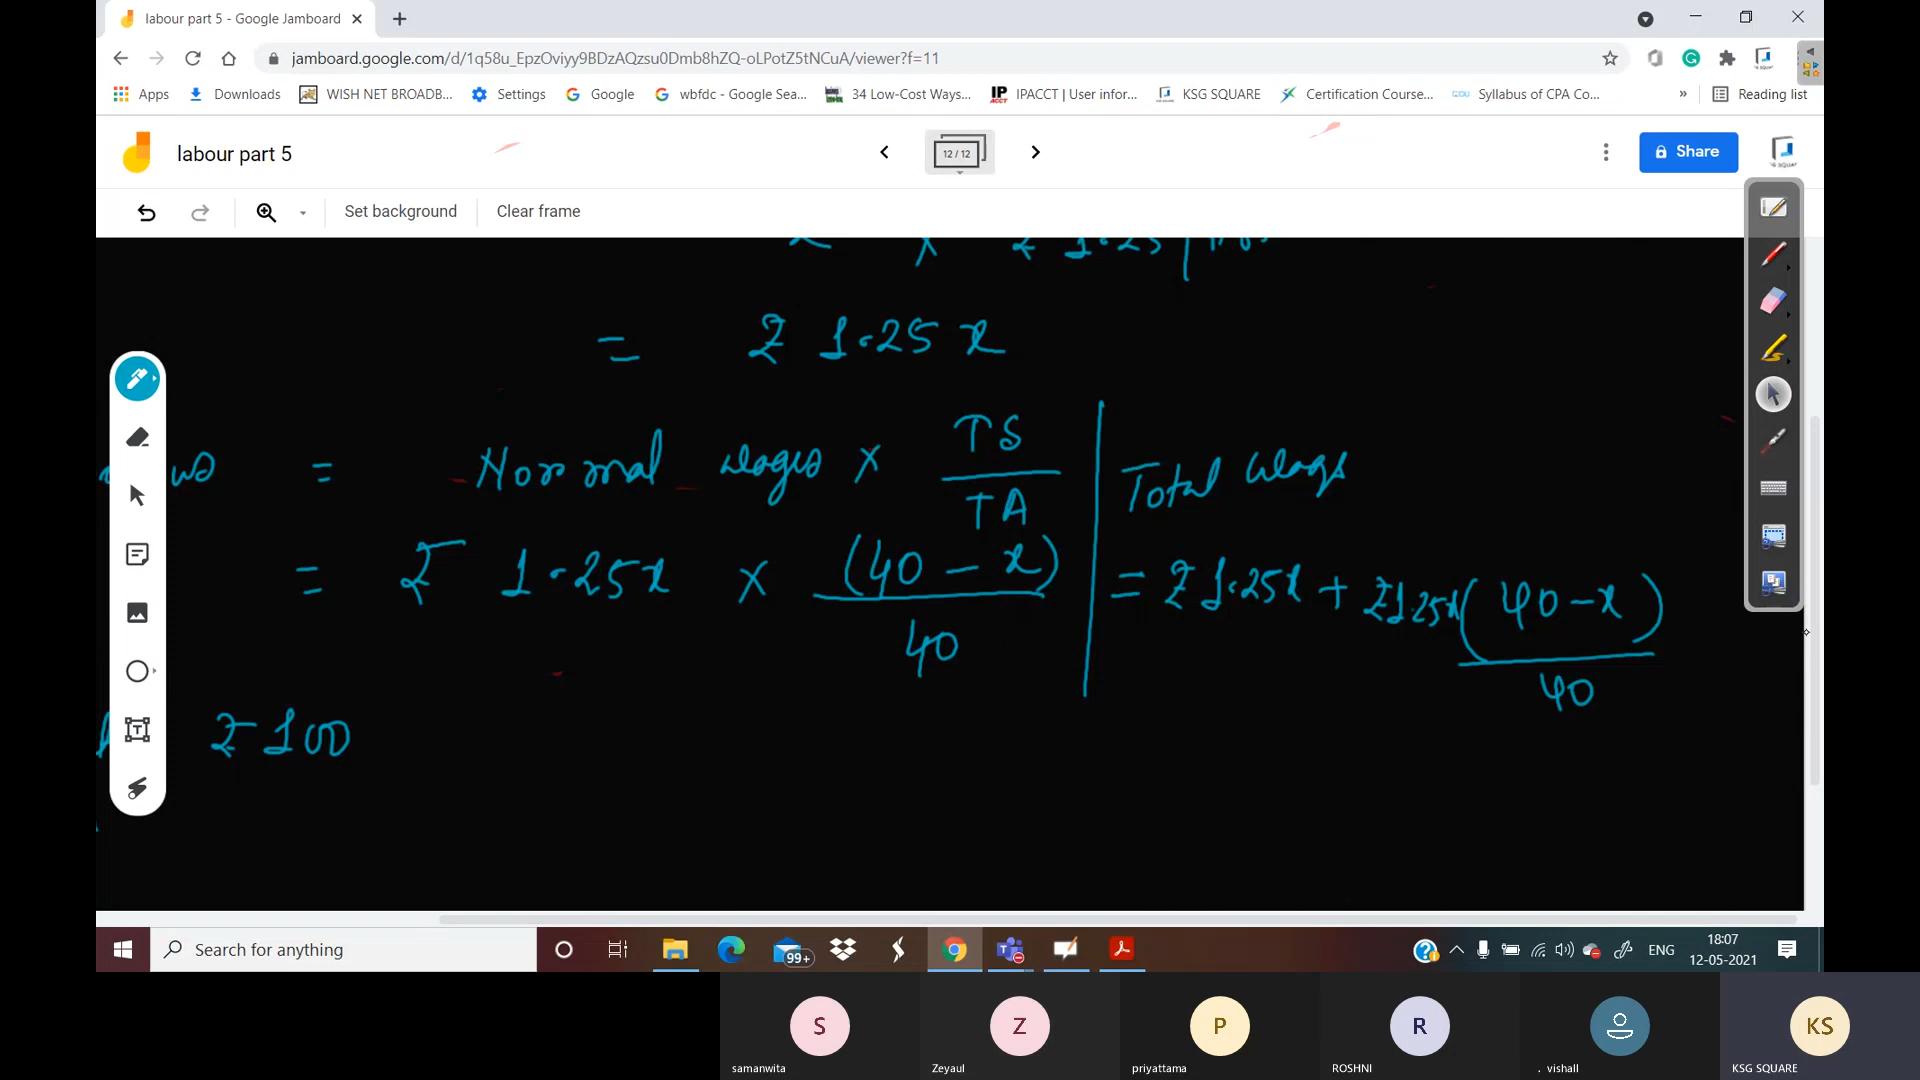 labour part 5 - Google Jamboard
jamboard.google.com/d/1q58u_EpzOviyy9BDzAQzsu0Dmb8hZQ-oLPotZ5tNCuA/viewer?f=11
Apps Downloads WISH NET BROADB... Settings Google wbfdc - Google Sea... 34 Low-Cost Ways... IPACCT | User infor... KSG SQUARE Certification Course... Syllabus of CPA Co... » Reading list
labour part 5
12 / 12
Share
Set background Clear frame
= ₹ 1.25 x
= Normal wages × TS / TA
= ₹ 1.25x × (40 - x) / 40
Total wages
= ₹1.25x + ₹1.25x (40 - x) / 40
₹ 100
Search for anything
99+
ENG
18:07
12-05-2021
S Z P R KS
samanwita Zeyaul priyattama ROSHNI . vishall KSG SQUARE